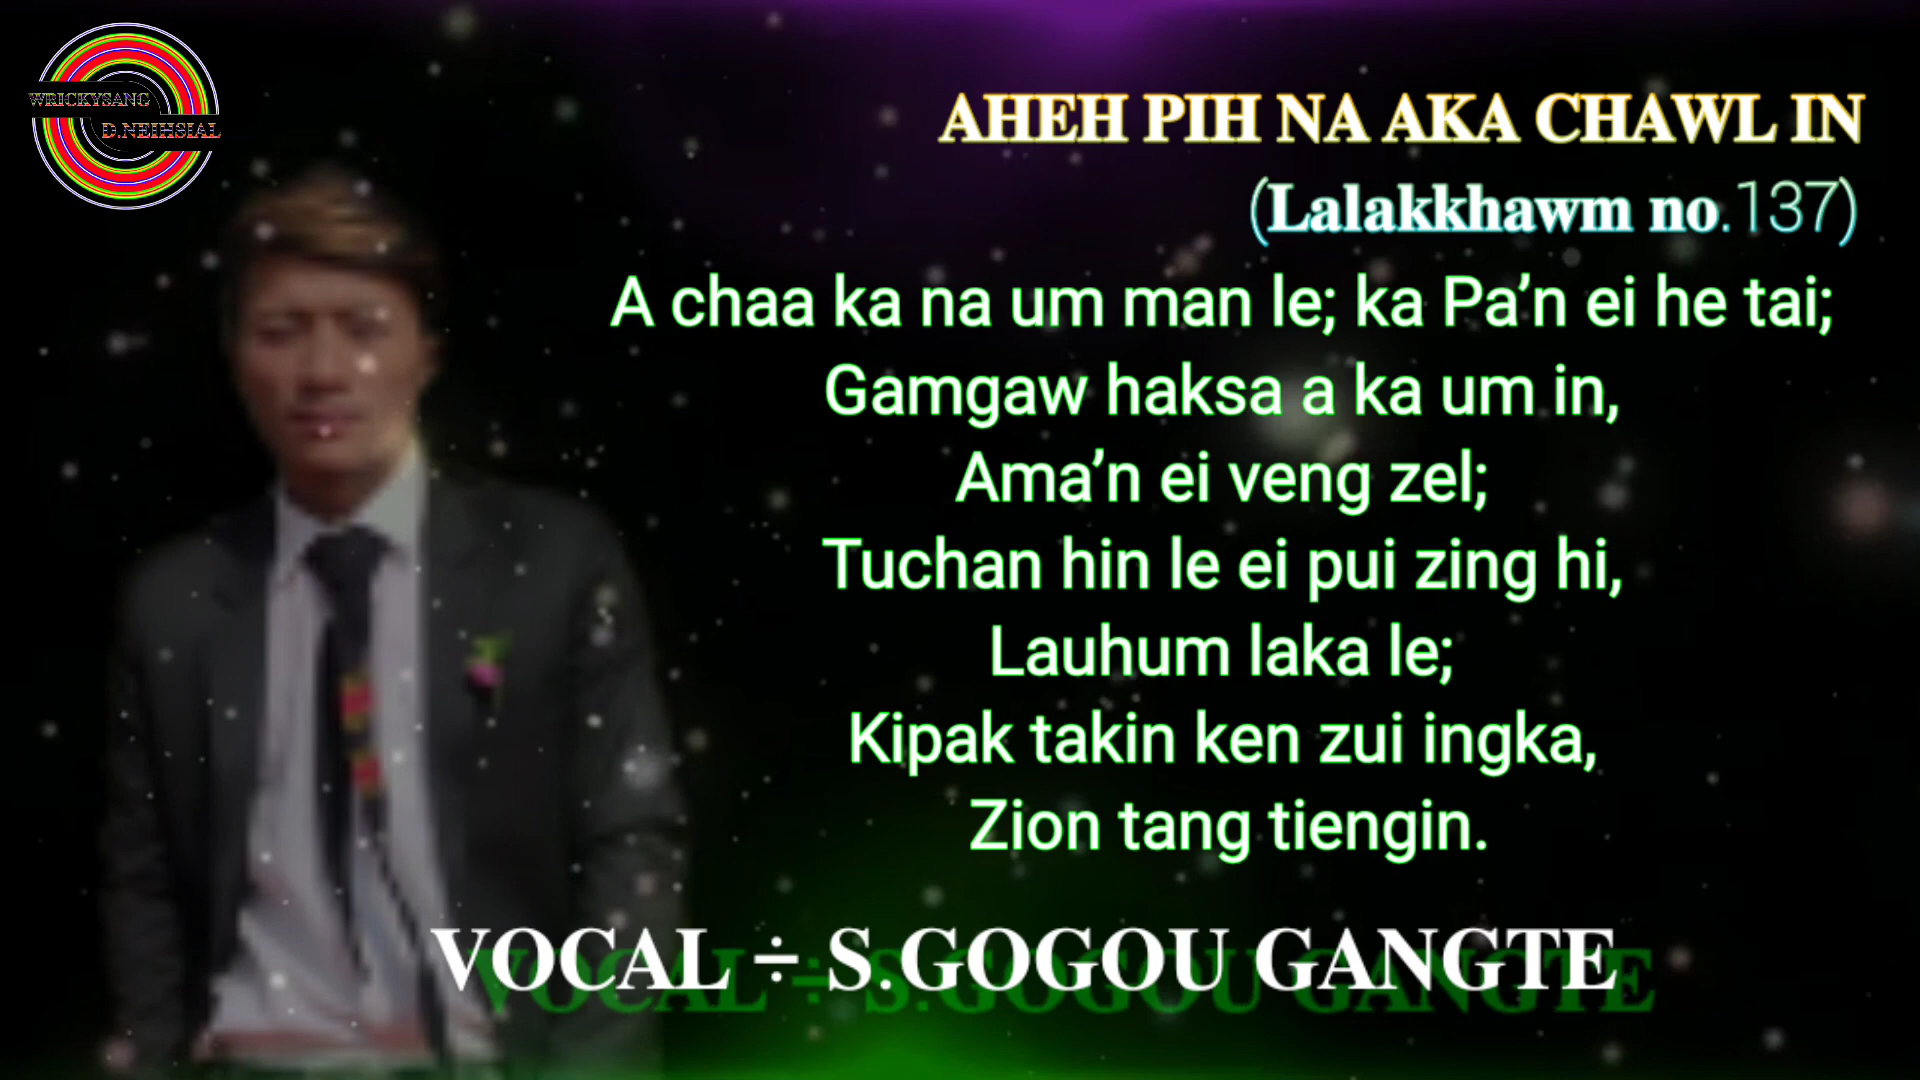 WRICKYSANG
D.NEIHSIAL
AHEH PIH NA AKA CHAWL IN
(Lalakkhawm no.137)
A chaa ka na um man le; ka Pa’n ei he tai;
Gamgaw haksa a ka um in,
Ama’n ei veng zel;
Tuchan hin le ei pui zing hi,
Lauhum laka le;
Kipak takin ken zui ingka,
Zion tang tiengin.
VOCAL ÷ S.GOGOU GANGTE